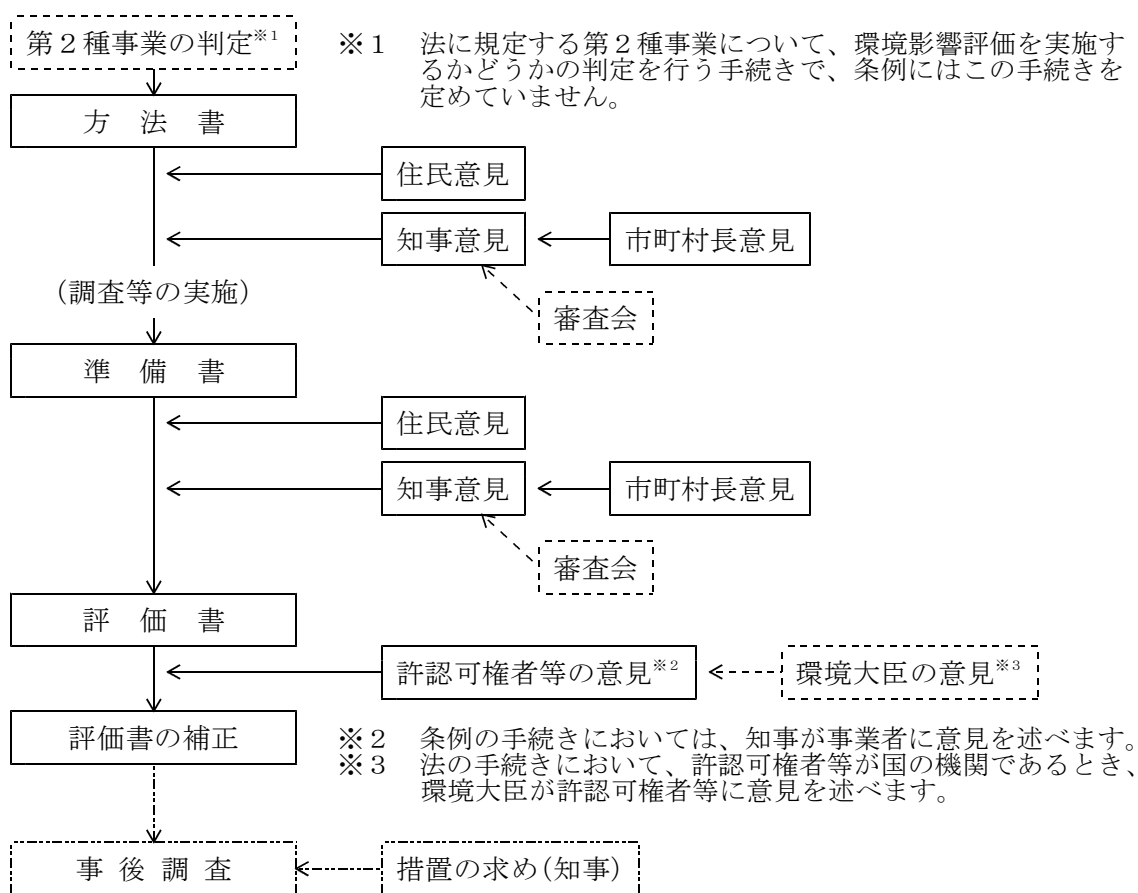 第２種事業の判定※1
※１　法に規定する第２種事業について、環境影響評価を実施す
るかどうかの判定を行う手続きで、条例にはこの手続きを
定めていません。
方　法　書
住民意見
知事意見
市町村長意見
審査会
(調査等の実施)
準　備　書
住民意見
知事意見
市町村長意見
審査会
評　価　書
許認可権者等の意見※2
環境大臣の意見※3
評価書の補正
※２　条例の手続きにおいては、知事が事業者に意見を述べます。
※３　法の手続きにおいて、許認可権者等が国の機関であるとき、
環境大臣が許認可権者等に意見を述べます。
事 後 調 査
措置の求め(知事)